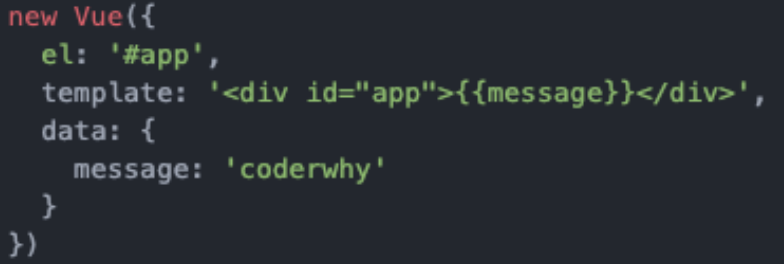 new Vue({
  el: '#app',
  template: '<div id="app">{{message}}</div>',
  data: {
    message: 'coderwhy'
  }
})